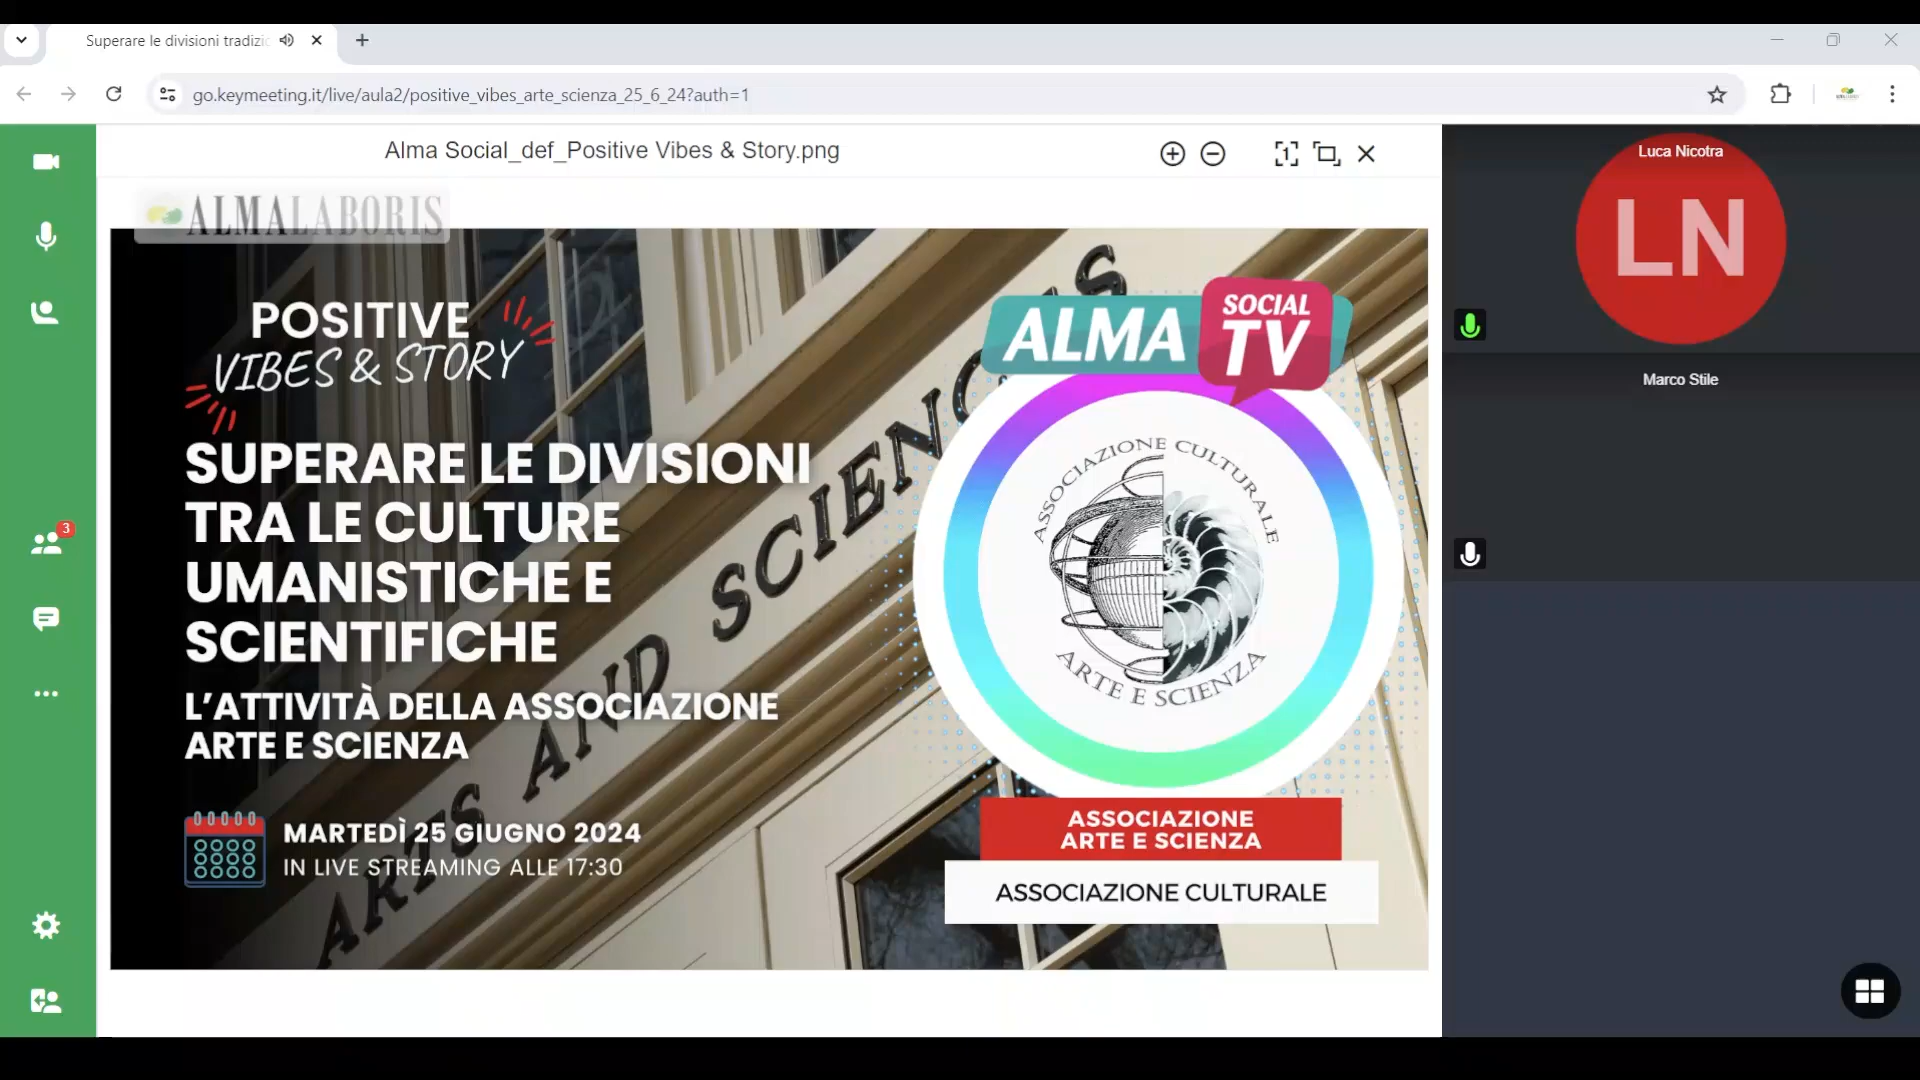 Superare le divisioni tradizi
go.keymeeting.it/live/aula2/positive_vibes_arte_scienza_25_6_24?auth=1
Alma Social_def_Positive Vibes & Story.png
1
ALMALABORIS
POSITIVE
VIBES & STORY
SUPERARE LE DIVISIONI
TRA LE CULTURE
UMANISTICHE E
SCIENTIFICHE
L'ATTIVITÀ DELLA ASSOCIAZIONE
ARTE E SCIENZA
MARTEDÌ 25 GIUGNO 2024
IN LIVE STREAMING ALLE 17:30
ARTS AND SCIENCES
ALMA
SOCIAL
TV
ASSOCIAZIONE CULTURALE
ARTE E SCIENZA
ASSOCIAZIONE
ARTE E SCIENZA
ASSOCIAZIONE CULTURALE
Luca Nicotra
LN
Marco Stile
3